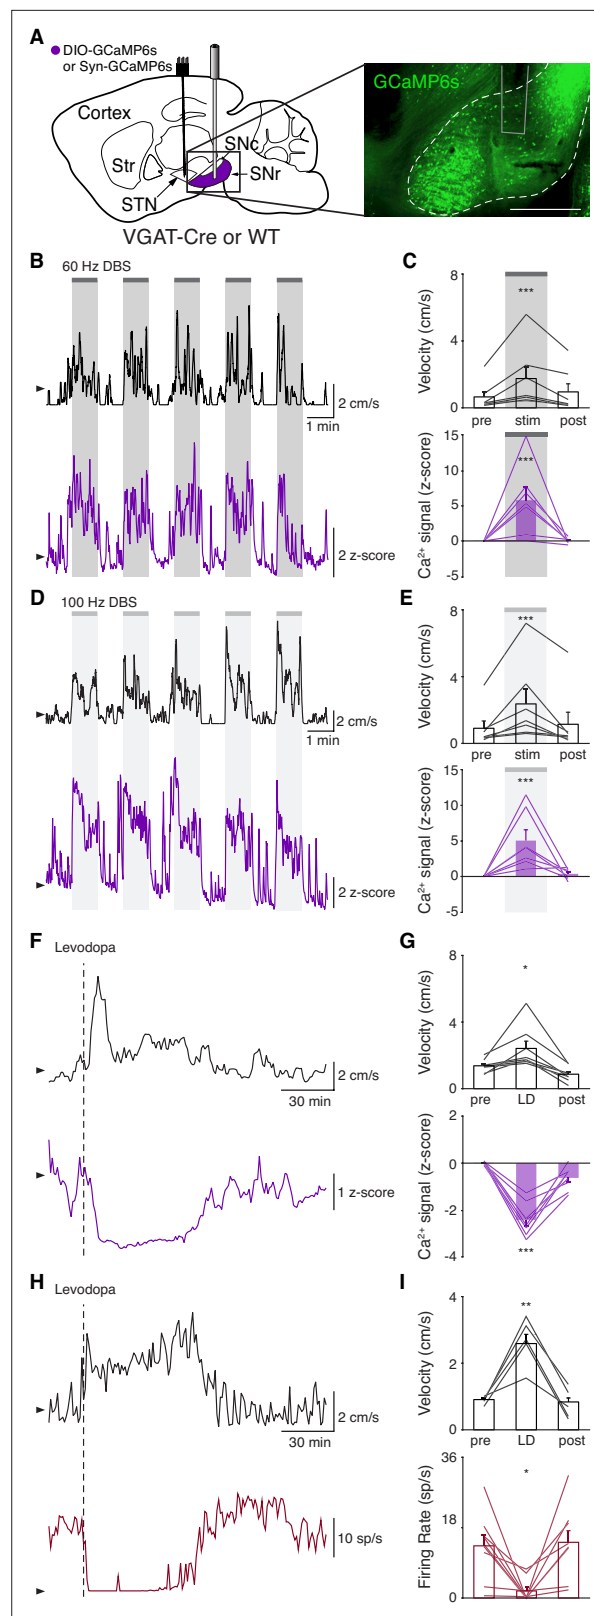 A
DIO-GCaMP6s
or Syn-GCaMP6s
Cortex
Str
STN
SNc
SNr
VGAT-Cre or WT
GCaMP6s
B
60 Hz DBS
2 cm/s
1 min
2 z-score
C
Velocity (cm/s)
8
4
0
pre stim post
***
Ca²⁺ signal (z-score)
15
10
5
0
-5
***
D
100 Hz DBS
2 cm/s
1 min
2 z-score
E
Velocity (cm/s)
8
4
0
pre stim post
***
Ca²⁺ signal (z-score)
15
10
5
0
-5
***
F
Levodopa
2 cm/s
30 min
1 z-score
G
Velocity (cm/s)
8
4
0
pre LD post
*
Ca²⁺ signal (z-score)
2
0
-2
-4
***
H
Levodopa
2 cm/s
30 min
10 sp/s
I
Velocity (cm/s)
4
2
0
pre LD post
**
Firing Rate (sp/s)
36
18
0
*